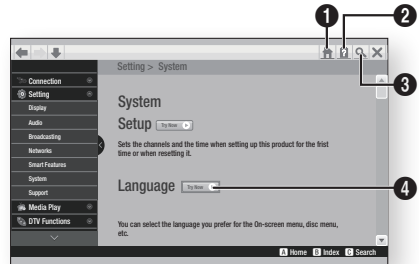 1
2
?
Setting > System
3
Connection
Setting
Display
Audio
Broadcasting
Networks
Smart Features
System
Support
Media Play
DTV Functions
System
Setup Try Now
Sets the channels and the time when setting up this product for the frist
time or when resetting it.
Language Try Now
4
You can select the language you prefer for the On-screen menu, disc menu,
etc.
A Home B Index C Search